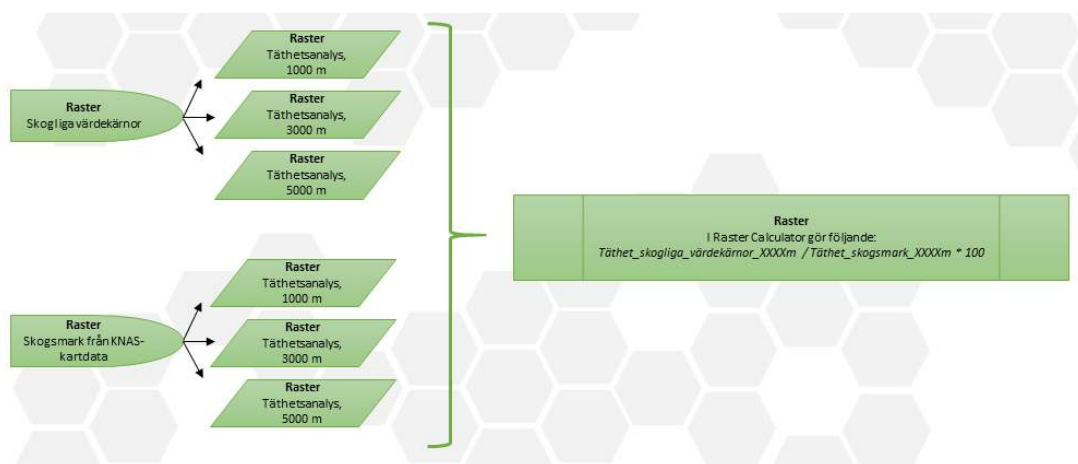 Raster
Skogliga värdekärnor
Raster
Täthetsanalys,
1000 m
Raster
Täthetsanalys,
3000 m
Raster
Täthetsanalys,
5000 m
Raster
Skogsmark från KNAS-
kartdata
Raster
Täthetsanalys,
1000 m
Raster
Täthetsanalys,
3000 m
Raster
Täthetsanalys,
5000 m
Raster
I Raster Calculator gör följande:
Täthet_skogliga_värdekärnor_XXXXm / Täthet_skogsmark_XXXXm * 100